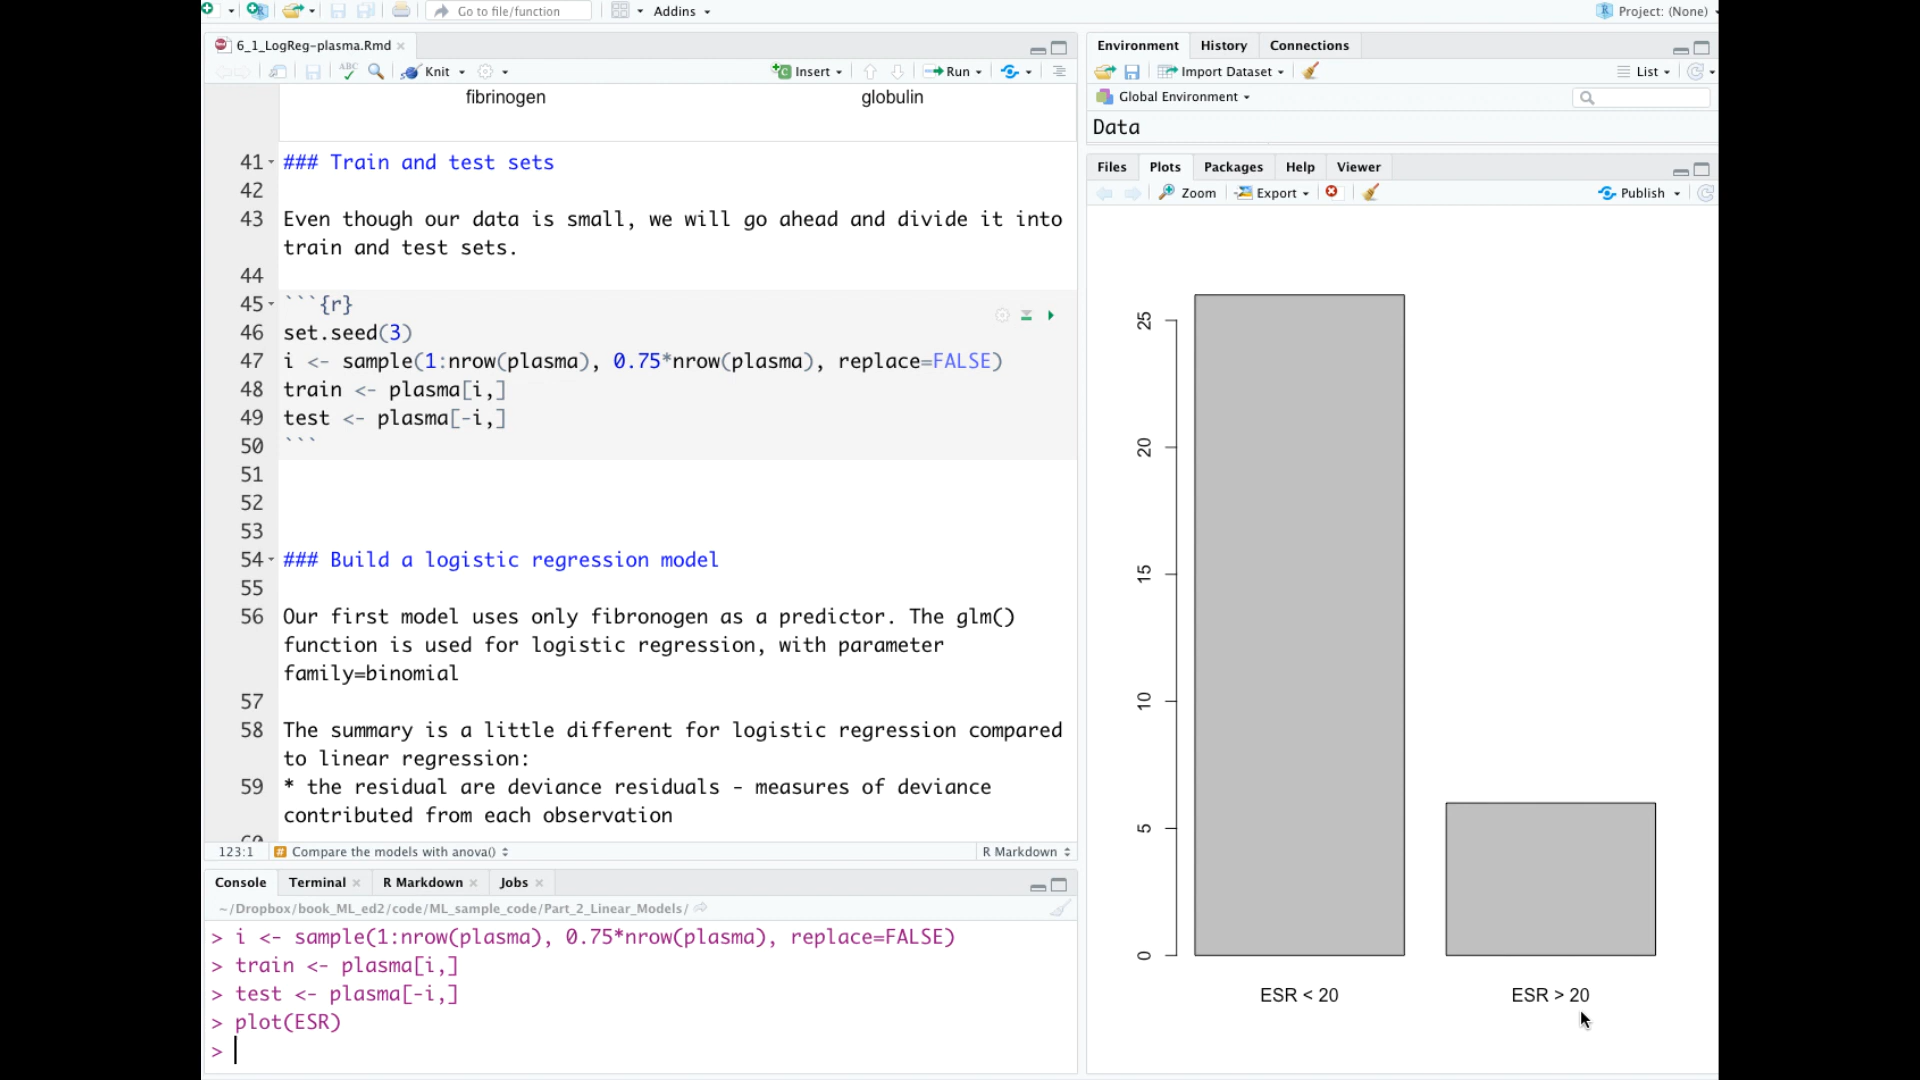 Go to file/function
Addins
Project: (None)
6_1_LogReg-plasma.Rmd
ABC
Knit
Insert
Run
fibrinogen globulin
41 ### Train and test sets
42
43 Even though our data is small, we will go ahead and divide it into
train and test sets.
44
45 ```{r}
46 set.seed(3)
47 i <- sample(1:nrow(plasma), 0.75*nrow(plasma), replace=FALSE)
48 train <- plasma[i,]
49 test <- plasma[-i,]
50 ```
51
52
53
54 ### Build a logistic regression model
55
56 Our first model uses only fibronogen as a predictor. The glm()
function is used for logistic regression, with parameter
family=binomial
57
58 The summary is a little different for logistic regression compared
to linear regression:
59 * the residual are deviance residuals - measures of deviance
contributed from each observation
60
123:1 # Compare the models with anova() R Markdown
Console Terminal R Markdown Jobs
~/Dropbox/book_ML_ed2/code/ML_sample_code/Part_2_Linear_Models/
> i <- sample(1:nrow(plasma), 0.75*nrow(plasma), replace=FALSE)
> train <- plasma[i,]
> test <- plasma[-i,]
> plot(ESR)
>
Environment History Connections
Import Dataset List
Global Environment
Data
Files Plots Packages Help Viewer
Zoom Export Publish
25
20
15
10
5
0
ESR < 20 ESR > 20